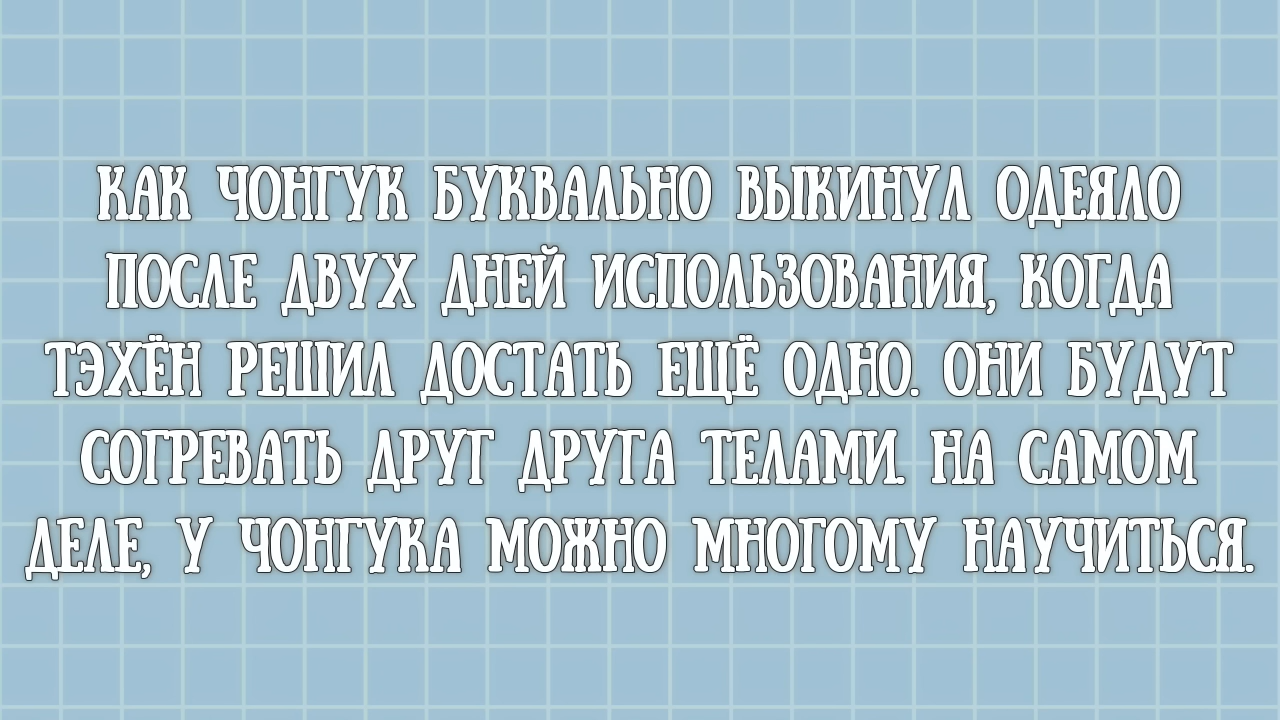 КАК ЧОНГУК БУКВАЛЬНО ВЫКИНУЛ ОДЕЯЛО
ПОСЛЕ ДВУХ ДНЕЙ ИСПОЛЬЗОВАНИЯ, КОГДА
ТЭХЁН РЕШИЛ ДОСТАТЬ ЕЩЁ ОДНО. ОНИ БУДУТ
СОГРЕВАТЬ ДРУГ ДРУГА ТЕЛАМИ. НА САМОМ
ДЕЛЕ, У ЧОНГУКА МОЖНО МНОГОМУ НАУЧИТЬСЯ.